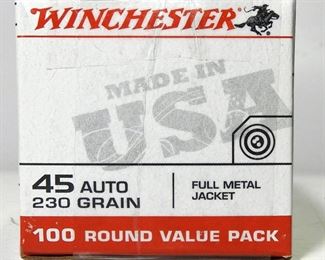 WINCHESTER
MADE IN
USA
45 AUTO
230 GRAIN
FULL METAL
JACKET
100 ROUND VALUE PACK